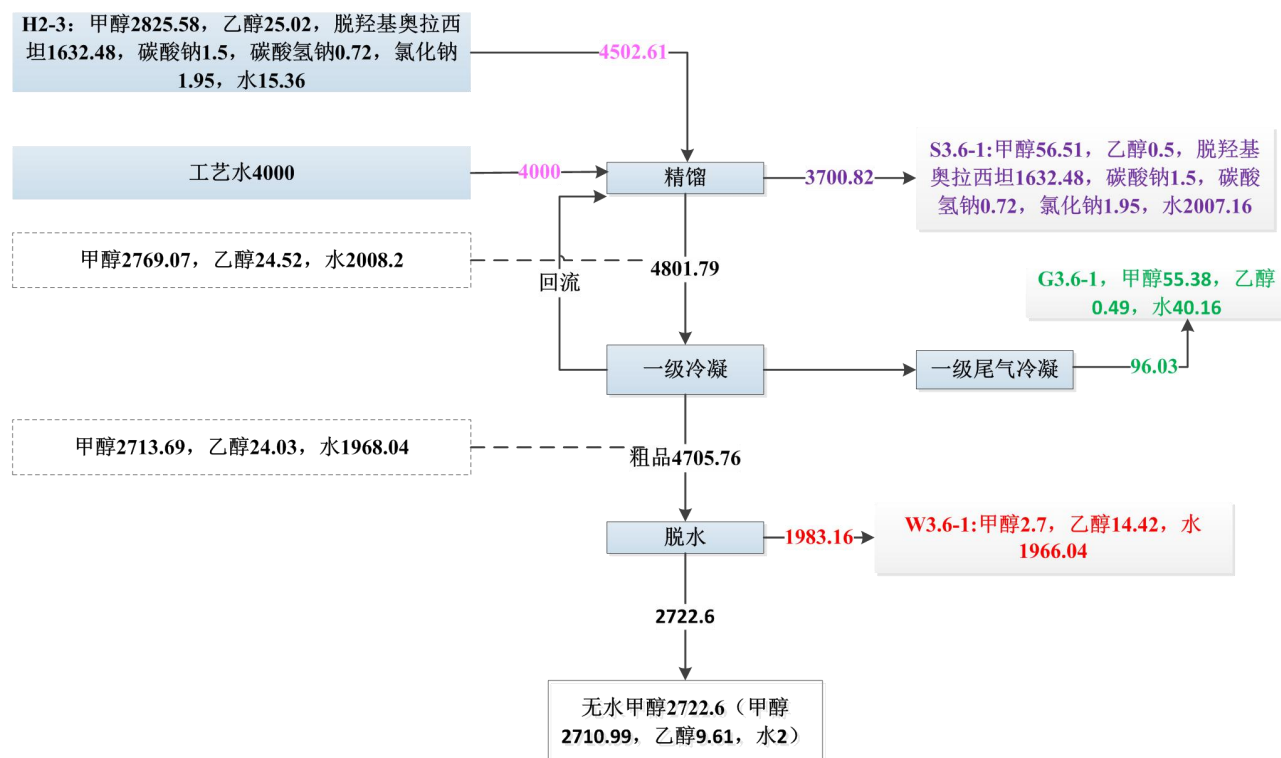 H2-3：甲醇2825.58，乙醇25.02，脱羟基奥拉西
坦1632.48，碳酸钠1.5，碳酸氢钠0.72，氯化钠
1.95，水15.36
4502.61
工艺水4000
4000
精馏
3700.82
S3.6-1:甲醇56.51，乙醇0.5，脱羟基
奥拉西坦1632.48，碳酸钠1.5，碳酸
氢钠0.72，氯化钠1.95，水2007.16
甲醇2769.07，乙醇24.52，水2008.2
回流
4801.79
G3.6-1，甲醇55.38，乙醇
0.49，水40.16
一级冷凝
一级尾气冷凝
96.03
甲醇2713.69，乙醇24.03，水1968.04
粗品4705.76
脱水
1983.16
W3.6-1:甲醇2.7，乙醇14.42，水
1966.04
2722.6
无水甲醇2722.6（甲醇
2710.99，乙醇9.61，水2）